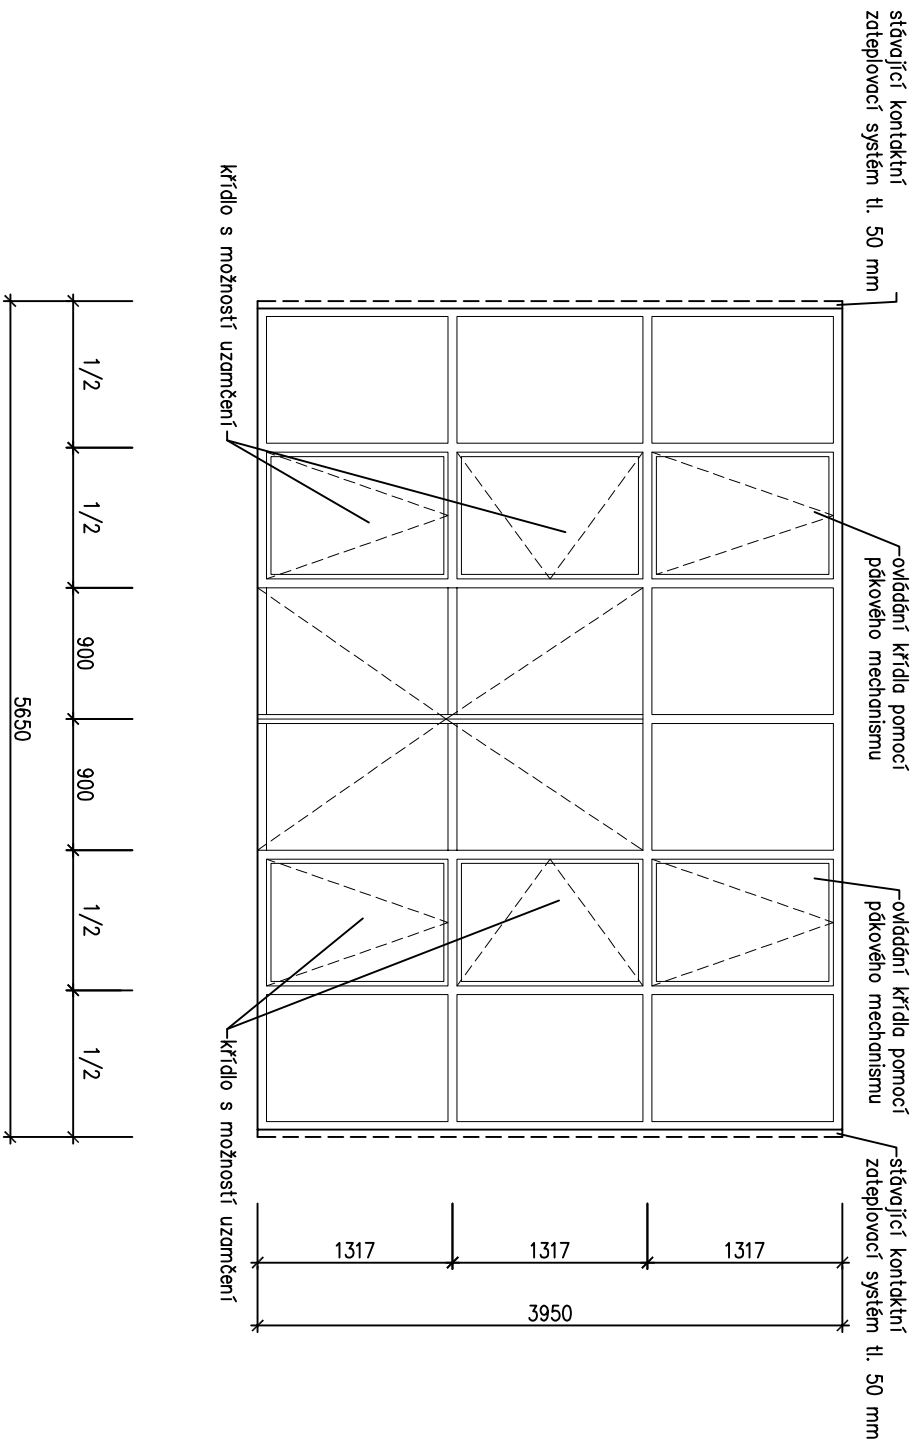 stávající kontaktní
zateplovací systém tl. 50 mm
ovládání křídla pomocí
pákového mechanismu
ovládání křídla pomocí
pákového mechanismu
stávající kontaktní
zateplovací systém tl. 50 mm
křídlo s možností uzamčení
křídlo s možností uzamčení
1/2
1/2
900
900
1/2
1/2
5650
1317
1317
1317
3950